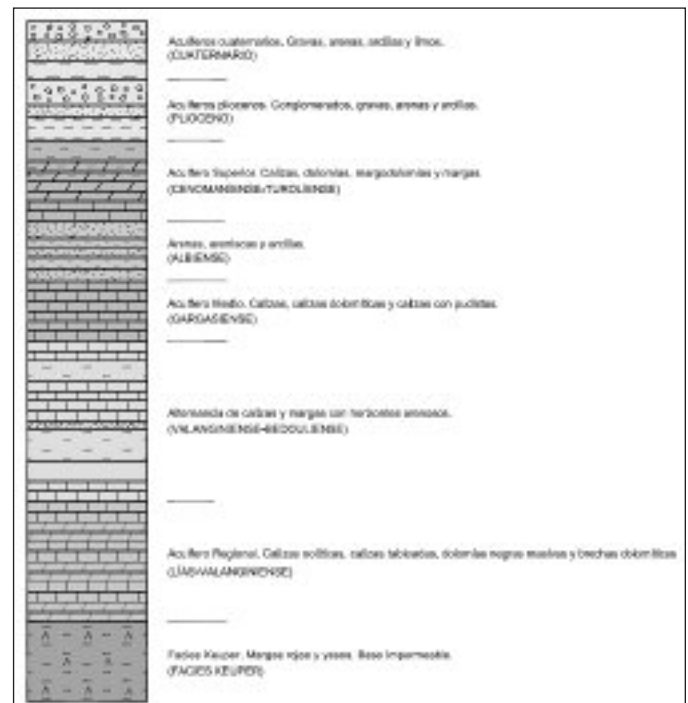 Acuíferos cuaternarios. Gravas, arenas, arcillas y limos.
(CUATERNARIO)
Acuíferos pliocenos. Conglomerados, gravas, arenas y arcillas.
(PLIOCENO)
Acuífero Superior. Calizas, dolomías, margodolomías y margas.
(CENOMANIENSE-TUROLIENSE)
Arenas, areniscas y arcillas.
(ALBIENSE)
Acuífero Medio. Calizas, calizas dolomíticas y calizas con rudistas.
(GARGASIENSE)
Alternancia de calizas y margas con horizontes arenosos.
(VALANGINIENSE-BEDOULIENSE)
Acuífero Regional. Calizas oolíticas, calizas tableadas, dolomías negras masivas y brechas dolomíticas
(LÍAS-VALANGINIENSE)
Facies Keuper. Margas rojas y yesos. Base impermeable.
(FACIES KEUPER)